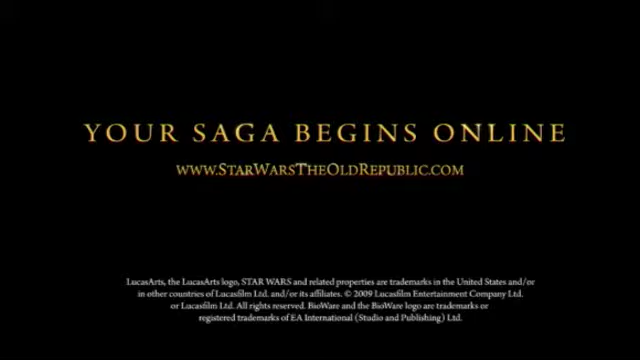 YOUR SAGA BEGINS ONLINE
WWW.STARWARSTHEOLDREPUBLIC.COM
LucasArts, the LucasArts logo, STAR WARS and related properties are trademarks in the United States and/or
in other countries of Lucasfilm Ltd. and/or its affiliates. © 2009 Lucasfilm Entertainment Company Ltd.
or Lucasfilm Ltd. All rights reserved. BioWare and the BioWare logo are trademarks or
registered trademarks of EA International (Studio and Publishing) Ltd.